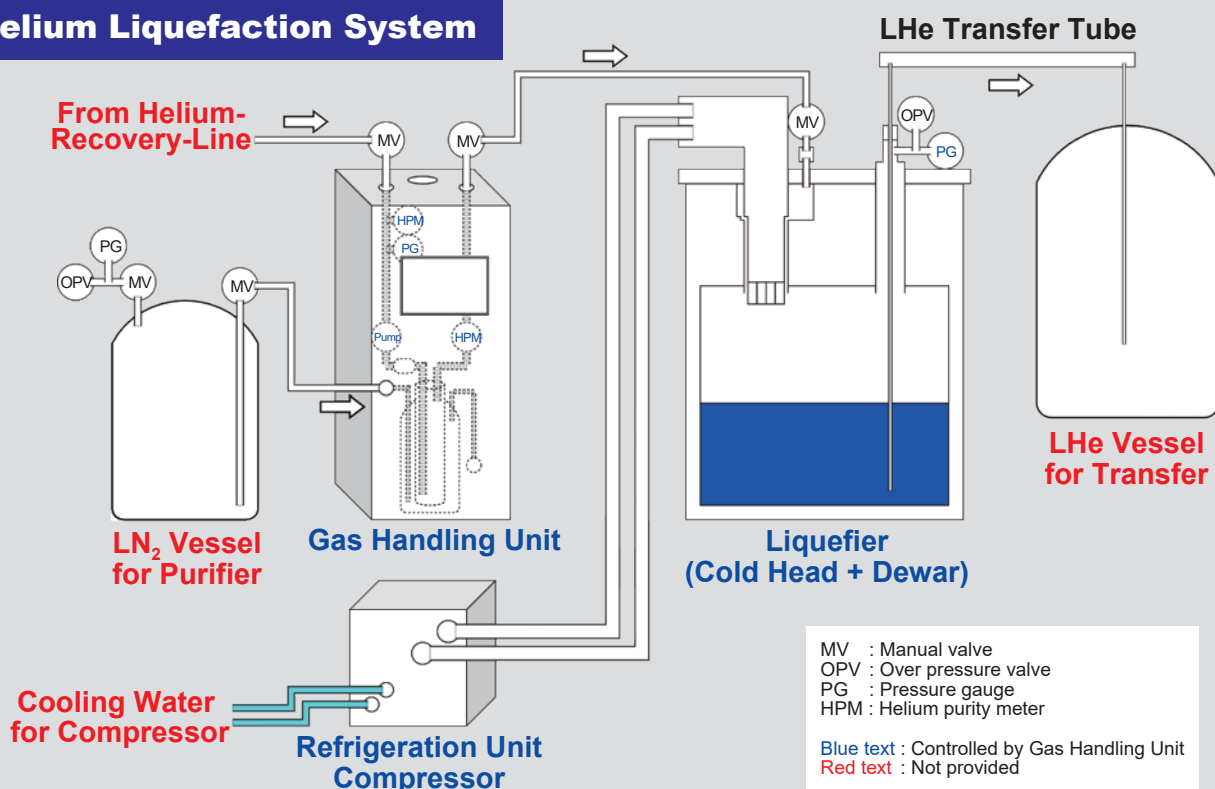 elium Liquefaction System
LHe Transfer Tube
From Helium-
Recovery-Line
MV
MV
MV
OPV
PG
HPM
PG
PG
OPV
MV
MV
Pump
HPM
LHe Vessel
for Transfer
LN₂ Vessel
for Purifier
Gas Handling Unit
Liquefier
(Cold Head + Dewar)
Cooling Water
for Compressor
Refrigeration Unit
Compressor
MV : Manual valve
OPV : Over pressure valve
PG : Pressure gauge
HPM : Helium purity meter
Blue text : Controlled by Gas Handling Unit
Red text : Not provided